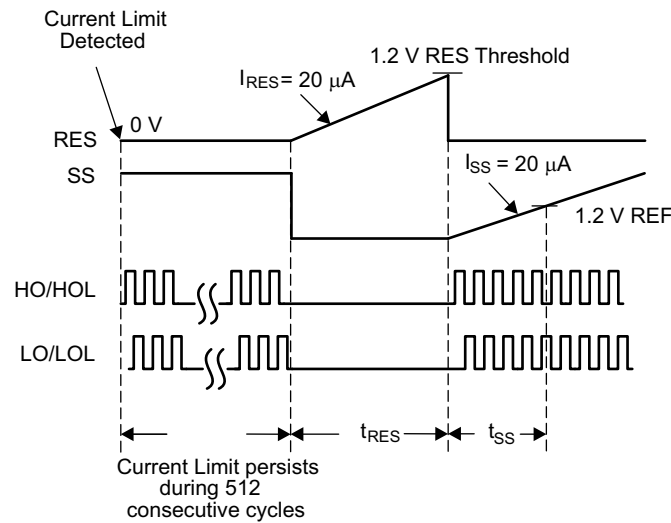 Current Limit
Detected
0 V
I_RES = 20 μA
1.2 V RES Threshold
RES
SS
I_SS = 20 μA
1.2 V REF
HO/HOL
LO/LOL
t_RES
t_SS
Current Limit persists
during 512
consecutive cycles